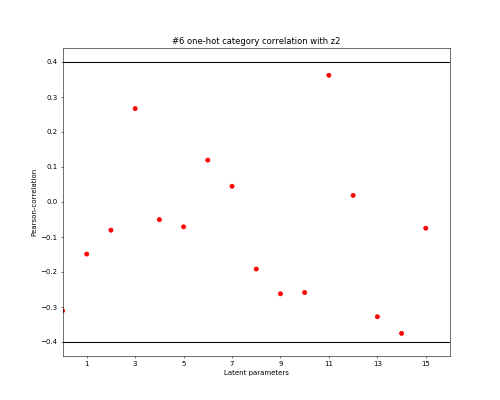 #6 one-hot category correlation with z2
0.4
0.3
0.2
0.1
0.0
−0.1
−0.2
−0.3
−0.4
Pearson-correlation
1 3 5 7 9 11 13 15
Latent parameters